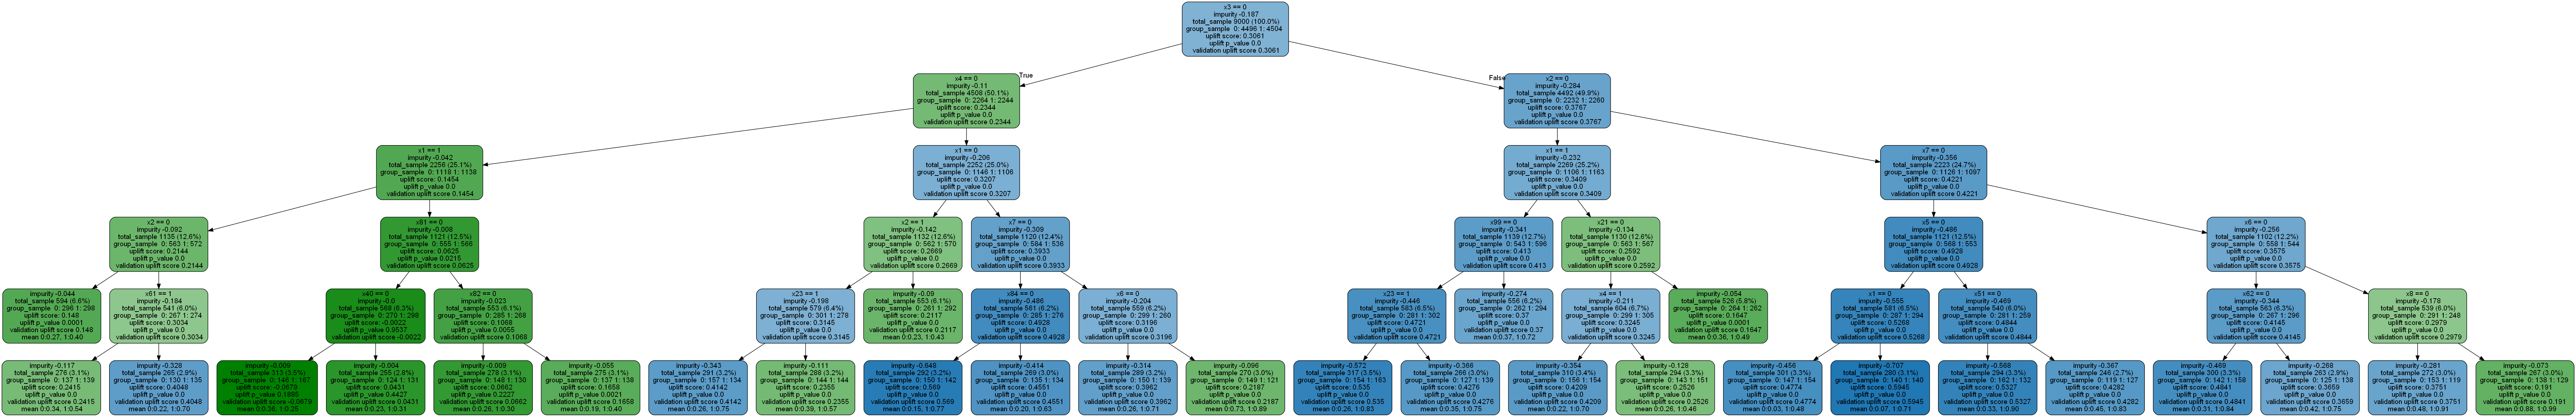 x3 == 0
impurity -0.187
total_sample 9000 (100.0%)
group_sample 0: 4496 1: 4504
uplift score: 0.3061
uplift p_value 0.0
validation uplift score 0.3061
True
False
x4 == 0
impurity -0.11
total_sample 4508 (50.1%)
group_sample 0: 2264 1: 2244
uplift score: 0.2344
uplift p_value 0.0
validation uplift score 0.2344
x2 == 0
impurity -0.284
total_sample 4492 (49.9%)
group_sample 0: 2232 1: 2260
uplift score: 0.3767
uplift p_value 0.0
validation uplift score 0.3767
x1 == 1
impurity -0.042
total_sample 2256 (25.1%)
group_sample 0: 1118 1: 1138
uplift score: 0.1454
uplift p_value 0.0
validation uplift score 0.1454
x1 == 0
impurity -0.206
total_sample 2252 (25.0%)
group_sample 0: 1146 1: 1106
uplift score: 0.3207
uplift p_value 0.0
validation uplift score 0.3207
x1 == 1
impurity -0.232
total_sample 2269 (25.2%)
group_sample 0: 1106 1: 1163
uplift score: 0.3409
uplift p_value 0.0
validation uplift score 0.3409
x7 == 0
impurity -0.356
total_sample 2223 (24.7%)
group_sample 0: 1126 1: 1097
uplift score: 0.4221
uplift p_value 0.0
validation uplift score 0.4221
x2 == 0
impurity -0.092
total_sample 1135 (12.6%)
group_sample 0: 563 1: 572
uplift score: 0.2144
uplift p_value 0.0
validation uplift score 0.2144
x81 == 0
impurity -0.008
total_sample 1121 (12.5%)
group_sample 0: 555 1: 566
uplift score: 0.0625
uplift p_value 0.0215
validation uplift score 0.0625
x2 == 1
impurity -0.142
total_sample 1132 (12.6%)
group_sample 0: 562 1: 570
uplift score: 0.2669
uplift p_value 0.0
validation uplift score 0.2669
x7 == 0
impurity -0.309
total_sample 1120 (12.4%)
group_sample 0: 584 1: 536
uplift score: 0.3933
uplift p_value 0.0
validation uplift score 0.3933
x99 == 0
impurity -0.341
total_sample 1139 (12.7%)
group_sample 0: 543 1: 596
uplift score: 0.413
uplift p_value 0.0
validation uplift score 0.413
x21 == 0
impurity -0.134
total_sample 1130 (12.6%)
group_sample 0: 563 1: 567
uplift score: 0.2592
uplift p_value 0.0
validation uplift score 0.2592
x5 == 0
impurity -0.486
total_sample 1121 (12.5%)
group_sample 0: 568 1: 553
uplift score: 0.4928
uplift p_value 0.0
validation uplift score 0.4928
x6 == 0
impurity -0.256
total_sample 1102 (12.2%)
group_sample 0: 558 1: 544
uplift score: 0.3575
uplift p_value 0.0
validation uplift score 0.3575
impurity -0.044
total_sample 594 (6.6%)
group_sample 0: 296 1: 298
uplift score: 0.148
uplift p_value 0.0001
validation uplift score 0.148
mean 0:0.27, 1:0.40
x61 == 1
impurity -0.184
total_sample 541 (6.0%)
group_sample 0: 267 1: 274
uplift score: 0.3034
uplift p_value 0.0
validation uplift score 0.3034
x40 == 0
impurity -0.0
total_sample 568 (6.3%)
group_sample 0: 270 1: 298
uplift score: -0.0022
uplift p_value 0.9537
validation uplift score -0.0022
x82 == 0
impurity -0.023
total_sample 553 (6.1%)
group_sample 0: 285 1: 268
uplift score: 0.1068
uplift p_value 0.0055
validation uplift score 0.1068
x23 == 1
impurity -0.198
total_sample 579 (6.4%)
group_sample 0: 301 1: 278
uplift score: 0.3145
uplift p_value 0.0
validation uplift score 0.3145
impurity -0.09
total_sample 553 (6.1%)
group_sample 0: 261 1: 292
uplift score: 0.2117
uplift p_value 0.0
validation uplift score 0.2117
mean 0:0.23, 1:0.43
x84 == 0
impurity -0.486
total_sample 561 (6.2%)
group_sample 0: 285 1: 276
uplift score: 0.4928
uplift p_value 0.0
validation uplift score 0.4928
x6 == 0
impurity -0.204
total_sample 559 (6.2%)
group_sample 0: 299 1: 260
uplift score: 0.3196
uplift p_value 0.0
validation uplift score 0.3196
x23 == 1
impurity -0.446
total_sample 583 (6.5%)
group_sample 0: 281 1: 302
uplift score: 0.4721
uplift p_value 0.0
validation uplift score 0.4721
impurity -0.274
total_sample 556 (6.2%)
group_sample 0: 262 1: 294
uplift score: 0.37
uplift p_value 0.0
validation uplift score 0.37
mean 0:0.37, 1:0.72
x4 == 1
impurity -0.211
total_sample 604 (6.7%)
group_sample 0: 299 1: 305
uplift score: 0.3245
uplift p_value 0.0
validation uplift score 0.3245
impurity -0.054
total_sample 526 (5.8%)
group_sample 0: 264 1: 262
uplift score: 0.1647
uplift p_value 0.0001
validation uplift score 0.1647
mean 0:0.36, 1:0.49
x1 == 0
impurity -0.555
total_sample 581 (6.5%)
group_sample 0: 287 1: 294
uplift score: 0.5268
uplift p_value 0.0
validation uplift score 0.5268
x51 == 0
impurity -0.469
total_sample 540 (6.0%)
group_sample 0: 281 1: 259
uplift score: 0.4844
uplift p_value 0.0
validation uplift score 0.4844
x62 == 0
impurity -0.344
total_sample 563 (6.3%)
group_sample 0: 267 1: 296
uplift score: 0.4145
uplift p_value 0.0
validation uplift score 0.4145
x8 == 0
impurity -0.178
total_sample 539 (6.0%)
group_sample 0: 291 1: 248
uplift score: 0.2979
uplift p_value 0.0
validation uplift score 0.2979
impurity -0.117
total_sample 276 (3.1%)
group_sample 0: 137 1: 139
uplift score: 0.2415
uplift p_value 0.0
validation uplift score 0.2415
mean 0:0.34, 1:0.54
impurity -0.328
total_sample 265 (2.9%)
group_sample 0: 130 1: 135
uplift score: 0.4048
uplift p_value 0.0
validation uplift score 0.4048
mean 0:0.22, 1:0.70
impurity -0.009
total_sample 313 (3.5%)
group_sample 0: 146 1: 167
uplift score: -0.0679
uplift p_value 0.1885
validation uplift score -0.0679
mean 0:0.36, 1:0.25
impurity -0.004
total_sample 255 (2.8%)
group_sample 0: 124 1: 131
uplift score: 0.0431
uplift p_value 0.4427
validation uplift score 0.0431
mean 0:0.23, 1:0.31
impurity -0.009
total_sample 278 (3.1%)
group_sample 0: 148 1: 130
uplift score: 0.0662
uplift p_value 0.2227
validation uplift score 0.0662
mean 0:0.26, 1:0.30
impurity -0.055
total_sample 275 (3.1%)
group_sample 0: 137 1: 138
uplift score: 0.1658
uplift p_value 0.0021
validation uplift score 0.1658
mean 0:0.19, 1:0.40
impurity -0.343
total_sample 291 (3.2%)
group_sample 0: 157 1: 134
uplift score: 0.4142
uplift p_value 0.0
validation uplift score 0.4142
mean 0:0.26, 1:0.75
impurity -0.111
total_sample 288 (3.2%)
group_sample 0: 144 1: 144
uplift score: 0.2355
uplift p_value 0.0
validation uplift score 0.2355
mean 0:0.39, 1:0.57
impurity -0.648
total_sample 292 (3.2%)
group_sample 0: 150 1: 142
uplift score: 0.569
uplift p_value 0.0
validation uplift score 0.569
mean 0:0.15, 1:0.77
impurity -0.414
total_sample 269 (3.0%)
group_sample 0: 135 1: 134
uplift score: 0.4551
uplift p_value 0.0
validation uplift score 0.4551
mean 0:0.20, 1:0.63
impurity -0.314
total_sample 289 (3.2%)
group_sample 0: 150 1: 139
uplift score: 0.3962
uplift p_value 0.0
validation uplift score 0.3962
mean 0:0.26, 1:0.71
impurity -0.096
total_sample 270 (3.0%)
group_sample 0: 149 1: 121
uplift score: 0.2187
uplift p_value 0.0
validation uplift score 0.2187
mean 0:0.73, 1:0.89
impurity -0.572
total_sample 317 (3.5%)
group_sample 0: 154 1: 163
uplift score: 0.535
uplift p_value 0.0
validation uplift score 0.535
mean 0:0.26, 1:0.83
impurity -0.366
total_sample 266 (3.0%)
group_sample 0: 127 1: 139
uplift score: 0.4276
uplift p_value 0.0
validation uplift score 0.4276
mean 0:0.35, 1:0.75
impurity -0.354
total_sample 310 (3.4%)
group_sample 0: 156 1: 154
uplift score: 0.4209
uplift p_value 0.0
validation uplift score 0.4209
mean 0:0.22, 1:0.70
impurity -0.128
total_sample 294 (3.3%)
group_sample 0: 143 1: 151
uplift score: 0.2526
uplift p_value 0.0
validation uplift score 0.2526
mean 0:0.26, 1:0.46
impurity -0.456
total_sample 301 (3.3%)
group_sample 0: 147 1: 154
uplift score: 0.4774
uplift p_value 0.0
validation uplift score 0.4774
mean 0:0.03, 1:0.48
impurity -0.707
total_sample 280 (3.1%)
group_sample 0: 140 1: 140
uplift score: 0.5945
uplift p_value 0.0
validation uplift score 0.5945
mean 0:0.07, 1:0.71
impurity -0.568
total_sample 294 (3.3%)
group_sample 0: 162 1: 132
uplift score: 0.5327
uplift p_value 0.0
validation uplift score 0.5327
mean 0:0.33, 1:0.90
impurity -0.367
total_sample 246 (2.7%)
group_sample 0: 119 1: 127
uplift score: 0.4282
uplift p_value 0.0
validation uplift score 0.4282
mean 0:0.45, 1:0.83
impurity -0.469
total_sample 300 (3.3%)
group_sample 0: 142 1: 158
uplift score: 0.4841
uplift p_value 0.0
validation uplift score 0.4841
mean 0:0.31, 1:0.84
impurity -0.268
total_sample 263 (2.9%)
group_sample 0: 125 1: 138
uplift score: 0.3659
uplift p_value 0.0
validation uplift score 0.3659
mean 0:0.42, 1:0.75
impurity -0.281
total_sample 272 (3.0%)
group_sample 0: 153 1: 119
uplift score: 0.3751
uplift p_value 0.0
validation uplift score 0.3751
mean 0:0.48, 1:0.91
impurity -0.073
total_sample 267 (3.0%)
group_sample 0: 138 1: 129
uplift score: 0.191
uplift p_value 0.0
validation uplift score 0.191
mean 0:0.88, 1:0.99